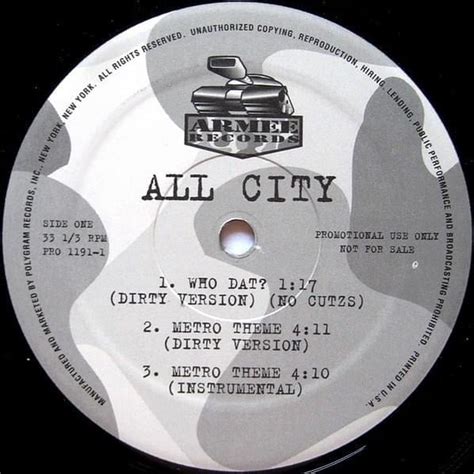 ARMEE
RECORDS
ALL CITY
SIDE ONE
33 1/3 RPM
PRO 1191-1
PROMOTIONAL USE ONLY
NOT FOR SALE
1. WHO DAT? 1:17
(DIRTY VERSION) (NO CUTZS)
2. METRO THEME 4:11
(DIRTY VERSION)
3. METRO THEME 4:10
(INSTRUMENTAL)
MANUFACTURED AND MARKETED BY POLYGRAM RECORDS, INC., NEW YORK, NEW YORK. ALL RIGHTS RESERVED. UNAUTHORIZED COPYING, REPRODUCTION, HIRING, LENDING, PUBLIC PERFORMANCE AND BROADCASTING PROHIBITED. PRINTED IN U.S.A.